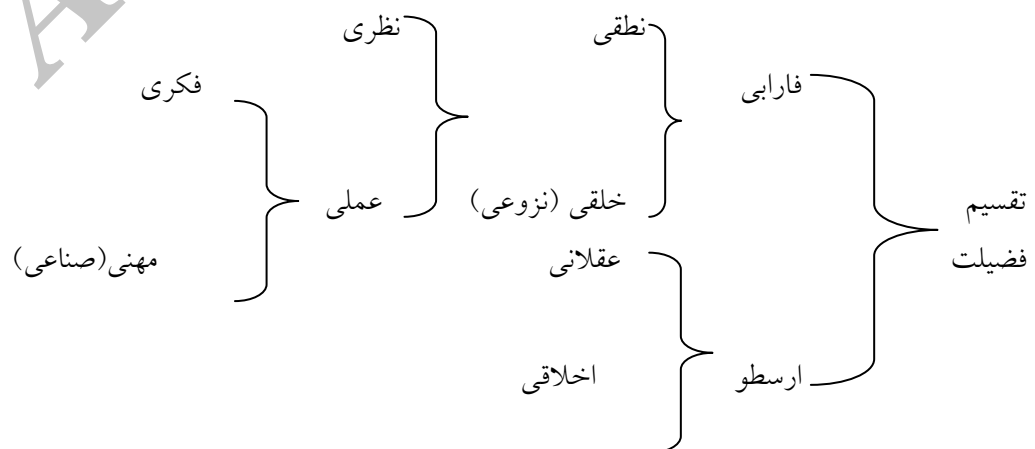 تقسیم
فضیلت
فارابی
نطقی
نظری
عملی
فکری
مهنی(صناعی)
خلقی (نزوعی)
ارسطو
عقلانی
اخلاقی